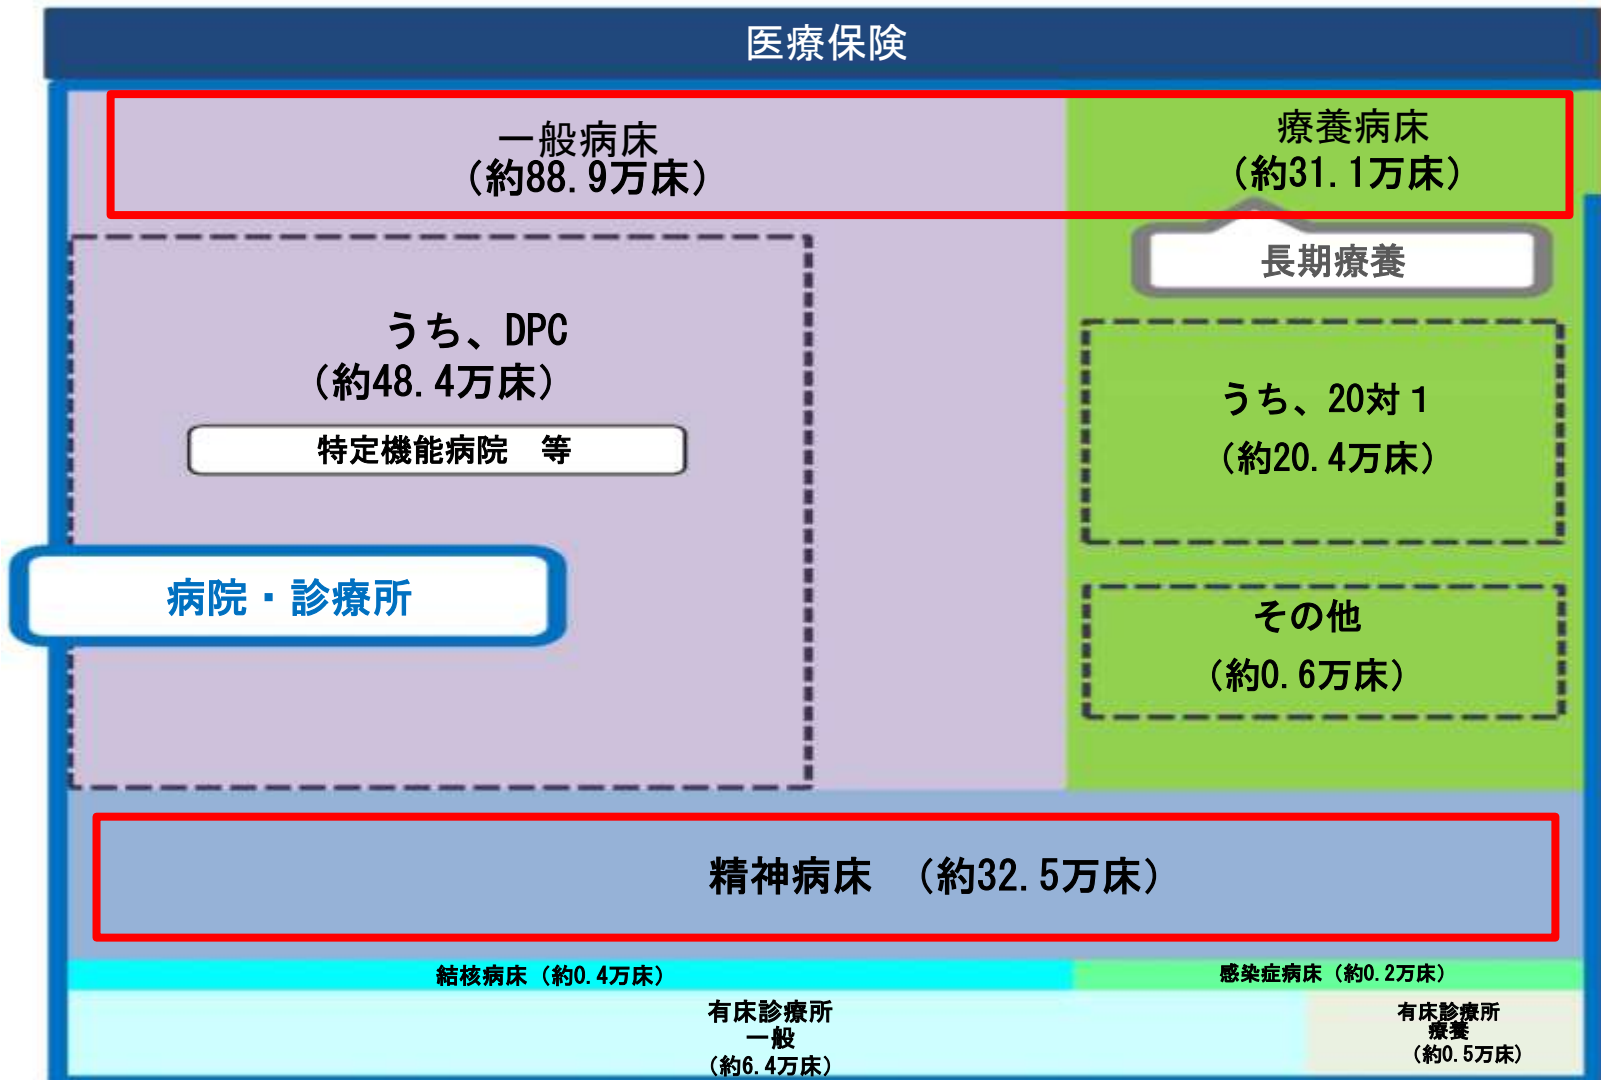 医療保険
一般病床
(約88.9万床)
療養病床
(約31.1万床)
長期療養
うち、DPC
(約48.4万床)
特定機能病院　等
うち、20対１
(約20.4万床)
病院・診療所
その他
(約0.6万床)
精神病床　(約32.5万床)
結核病床（約0.4万床）
感染症病床（約0.2万床）
有床診療所
一般
(約6.4万床)
有床診療所
療養
(約0.5万床)